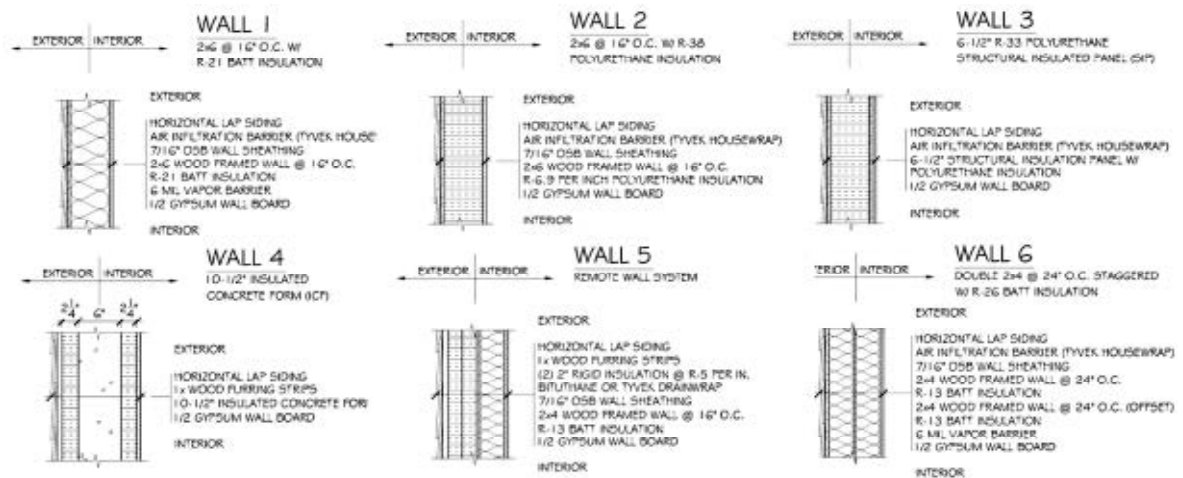 WALL 1
2x6 @ 16" O.C. W/
R-21 BATT INSULATION
EXTERIOR INTERIOR
EXTERIOR
HORIZONTAL LAP SIDING
AIR INFILTRATION BARRIER (TYVEK HOUSE
7/16" OSB WALL SHEATHING
2x6 WOOD FRAMED WALL @ 16" O.C.
R-21 BATT INSULATION
6 MIL VAPOR BARRIER
1/2 GYPSUM WALL BOARD
INTERIOR
WALL 2
2x6 @ 16" O.C. W/ R-38
POLYURETHANE INSULATION
EXTERIOR INTERIOR
EXTERIOR
HORIZONTAL LAP SIDING
AIR INFILTRATION BARRIER (TYVEK HOUSEWRAP)
7/16" OSB WALL SHEATHING
2x6 WOOD FRAMED WALL @ 16" O.C.
R-6.9 PER INCH POLYURETHANE INSULATION
1/2 GYPSUM WALL BOARD
INTERIOR
WALL 3
6-1/2" R-33 POLYURETHANE
STRUCTURAL INSULATED PANEL (SIP)
EXTERIOR INTERIOR
EXTERIOR
HORIZONTAL LAP SIDING
AIR INFILTRATION BARRIER (TYVEK HOUSEWRAP)
6-1/2" STRUCTURAL INSULATION PANEL W/
POLYURETHANE INSULATION
1/2 GYPSUM WALL BOARD
INTERIOR
WALL 4
10-1/2" INSULATED
CONCRETE FORM (ICF)
EXTERIOR INTERIOR
2 1/4" 6" 2 1/4"
EXTERIOR
HORIZONTAL LAP SIDING
1x WOOD FURRING STRIPS
10-1/2" INSULATED CONCRETE FORM
1/2 GYPSUM WALL BOARD
INTERIOR
WALL 5
REMOTE WALL SYSTEM
EXTERIOR INTERIOR
EXTERIOR
HORIZONTAL LAP SIDING
1x WOOD FURRING STRIPS
(2) 2" RIGID INSULATION @ R-5 PER IN.
BITUTHANE OR TYVEK DRAINWRAP
7/16" OSB WALL SHEATHING
2x4 WOOD FRAMED WALL @ 16" O.C.
R-13 BATT INSULATION
1/2 GYPSUM WALL BOARD
INTERIOR
WALL 6
DOUBLE 2x4 @ 24" O.C. STAGGERED
W/ R-26 BATT INSULATION
TERIOR INTERIOR
EXTERIOR
HORIZONTAL LAP SIDING
AIR INFILTRATION BARRIER (TYVEK HOUSEWRAP)
7/16" OSB WALL SHEATHING
2x4 WOOD FRAMED WALL @ 24" O.C.
R-13 BATT INSULATION
2x4 WOOD FRAMED WALL @ 24" O.C. (OFFSET)
R-13 BATT INSULATION
6 MIL VAPOR BARRIER
1/2 GYPSUM WALL BOARD
INTERIOR